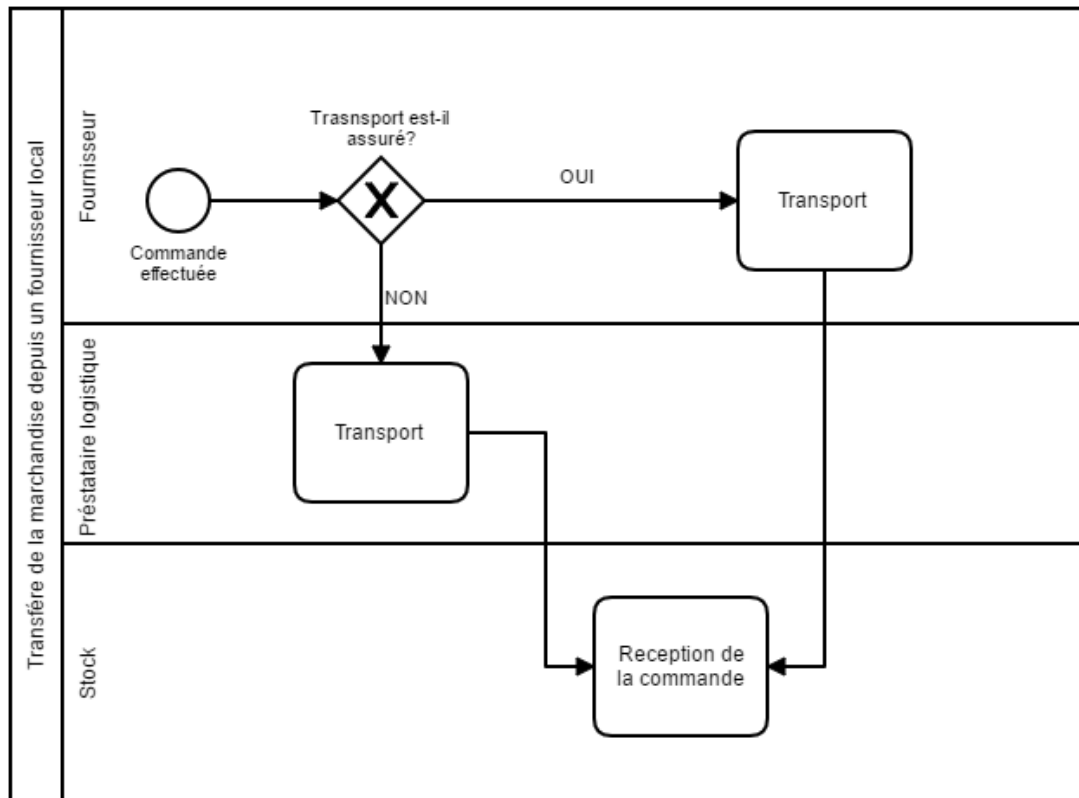 Transfére de la marchandise depuis un fournisseur local
Fournisseur
Trasnsport est-il
assuré?
OUI
Transport
Commande
effectuée
NON
Préstataire logistique
Transport
Stock
Reception de
la commande